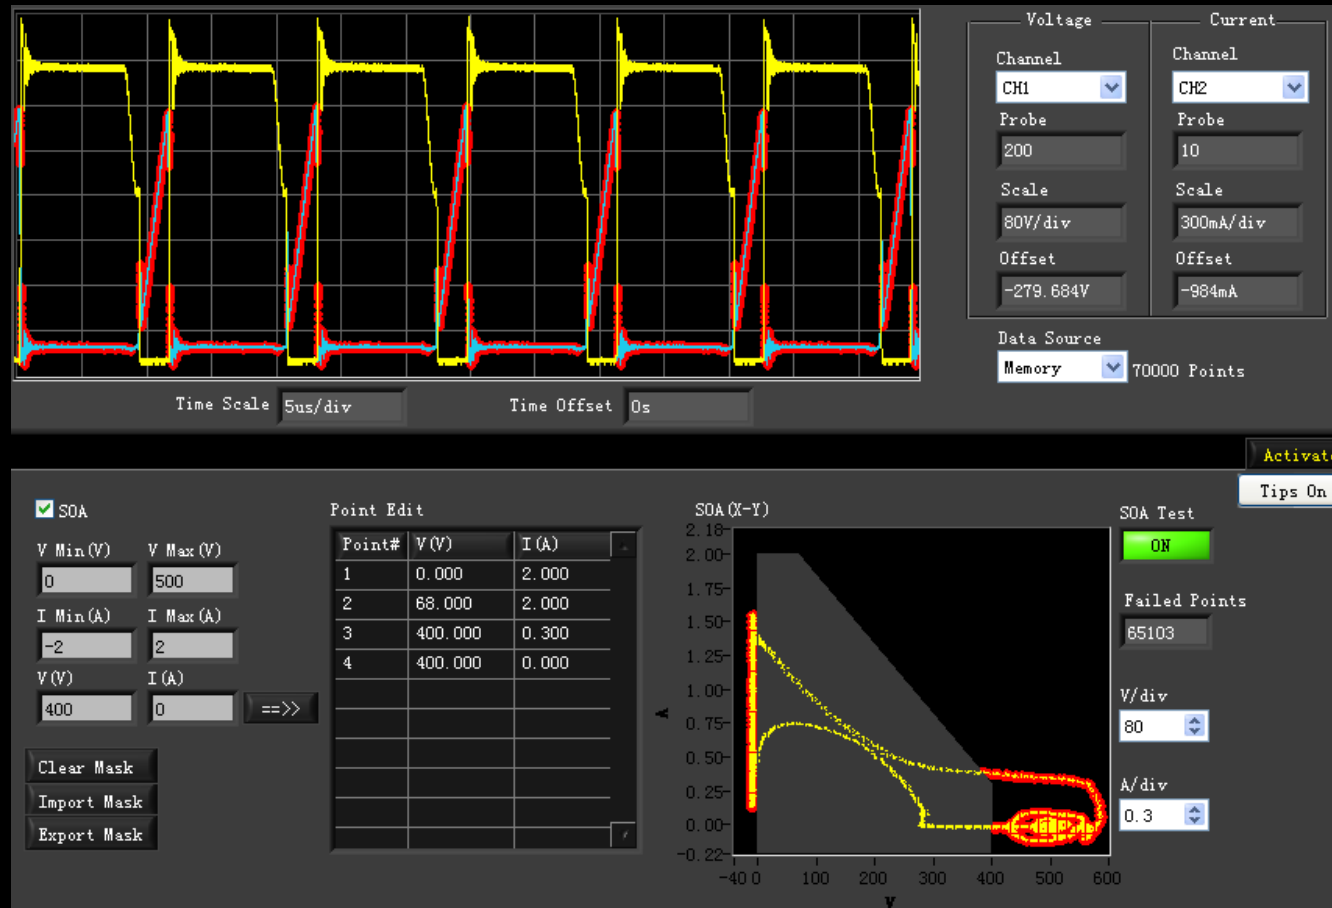 Voltage
Current
Channel
Channel
CH1
CH2
Probe
Probe
200
10
Scale
Scale
80V/div
300mA/div
Offset
Offset
-279.684V
-984mA
Data Source
Memory
70000 Points
Time Scale
5us/div
Time Offset
0s
Activate
Tips On
SOA
V Min(V)
V Max(V)
0
500
I Min(A)
I Max(A)
-2
2
V(V)
I(A)
400
0
==>>
Clear Mask
Import Mask
Export Mask
Point Edit
Point# V(V) I(A)
1 0.000 2.000
2 68.000 2.000
3 400.000 0.300
4 400.000 0.000
SOA(X-Y)
2.18
2.00
1.75
1.50
1.25
1.00
0.75
0.50
0.25
0.00
-0.22
A
-40 0 100 200 300 400 500 600
V
SOA Test
ON
Failed Points
65103
V/div
80
A/div
0.3